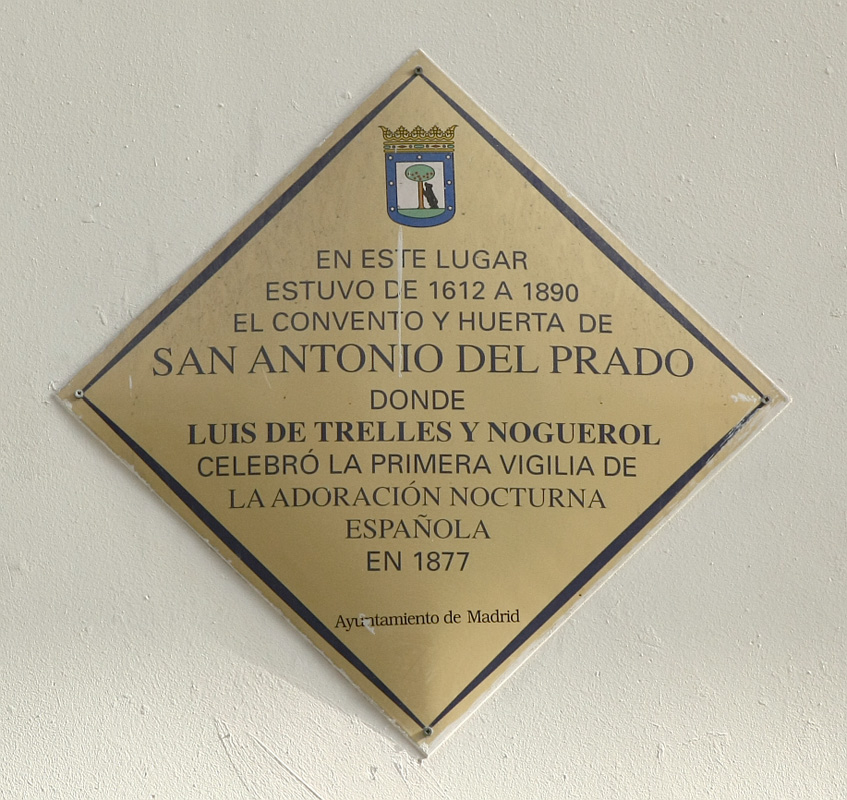 EN ESTE LUGAR
ESTUVO DE 1612 A 1890
EL CONVENTO Y HUERTA DE
SAN ANTONIO DEL PRADO
DONDE
LUIS DE TRELLES Y NOGUEROL
CELEBRÓ LA PRIMERA VIGILIA DE
LA ADORACIÓN NOCTURNA
ESPAÑOLA
EN 1877
Ayuntamiento de Madrid